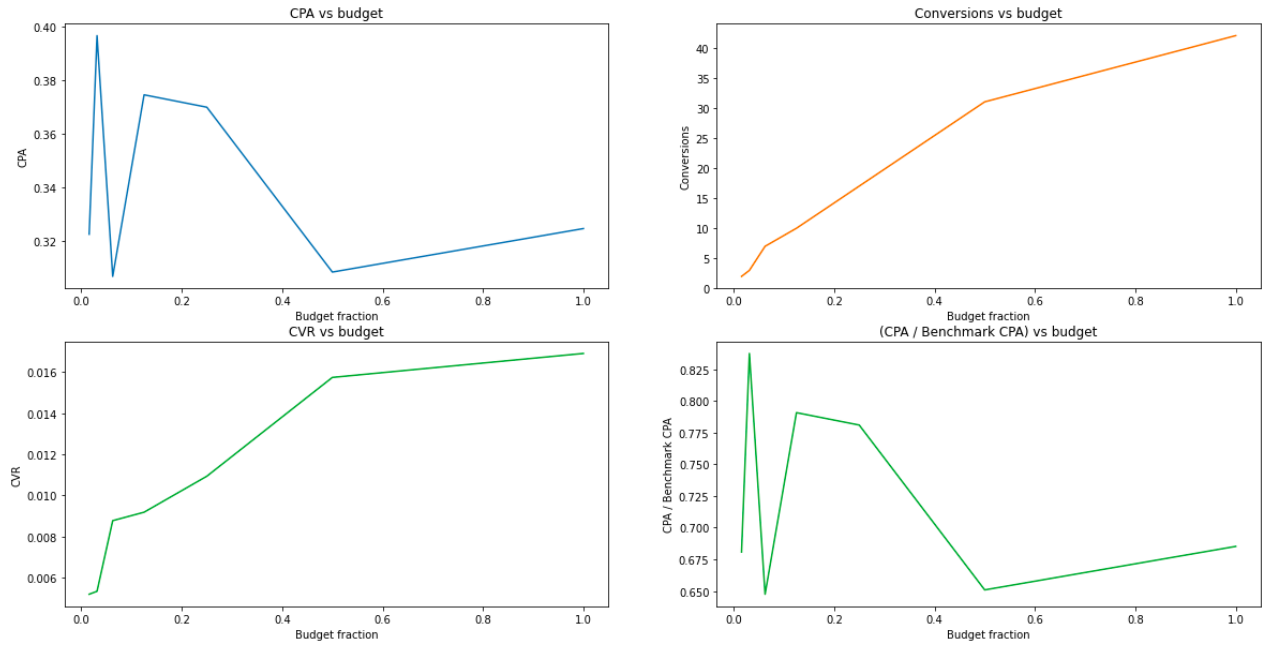 CPA vs budget
0.40
0.38
0.36
0.34
0.32
CPA
0.0 0.2 0.4 0.6 0.8 1.0
Budget fraction
Conversions vs budget
40
35
30
25
20
15
10
5
0
Conversions
0.0 0.2 0.4 0.6 0.8 1.0
Budget fraction
CVR vs budget
0.016
0.014
0.012
0.010
0.008
0.006
CVR
0.0 0.2 0.4 0.6 0.8 1.0
Budget fraction
(CPA / Benchmark CPA) vs budget
0.825
0.800
0.775
0.750
0.725
0.700
0.675
0.650
CPA / Benchmark CPA
0.0 0.2 0.4 0.6 0.8 1.0
Budget fraction